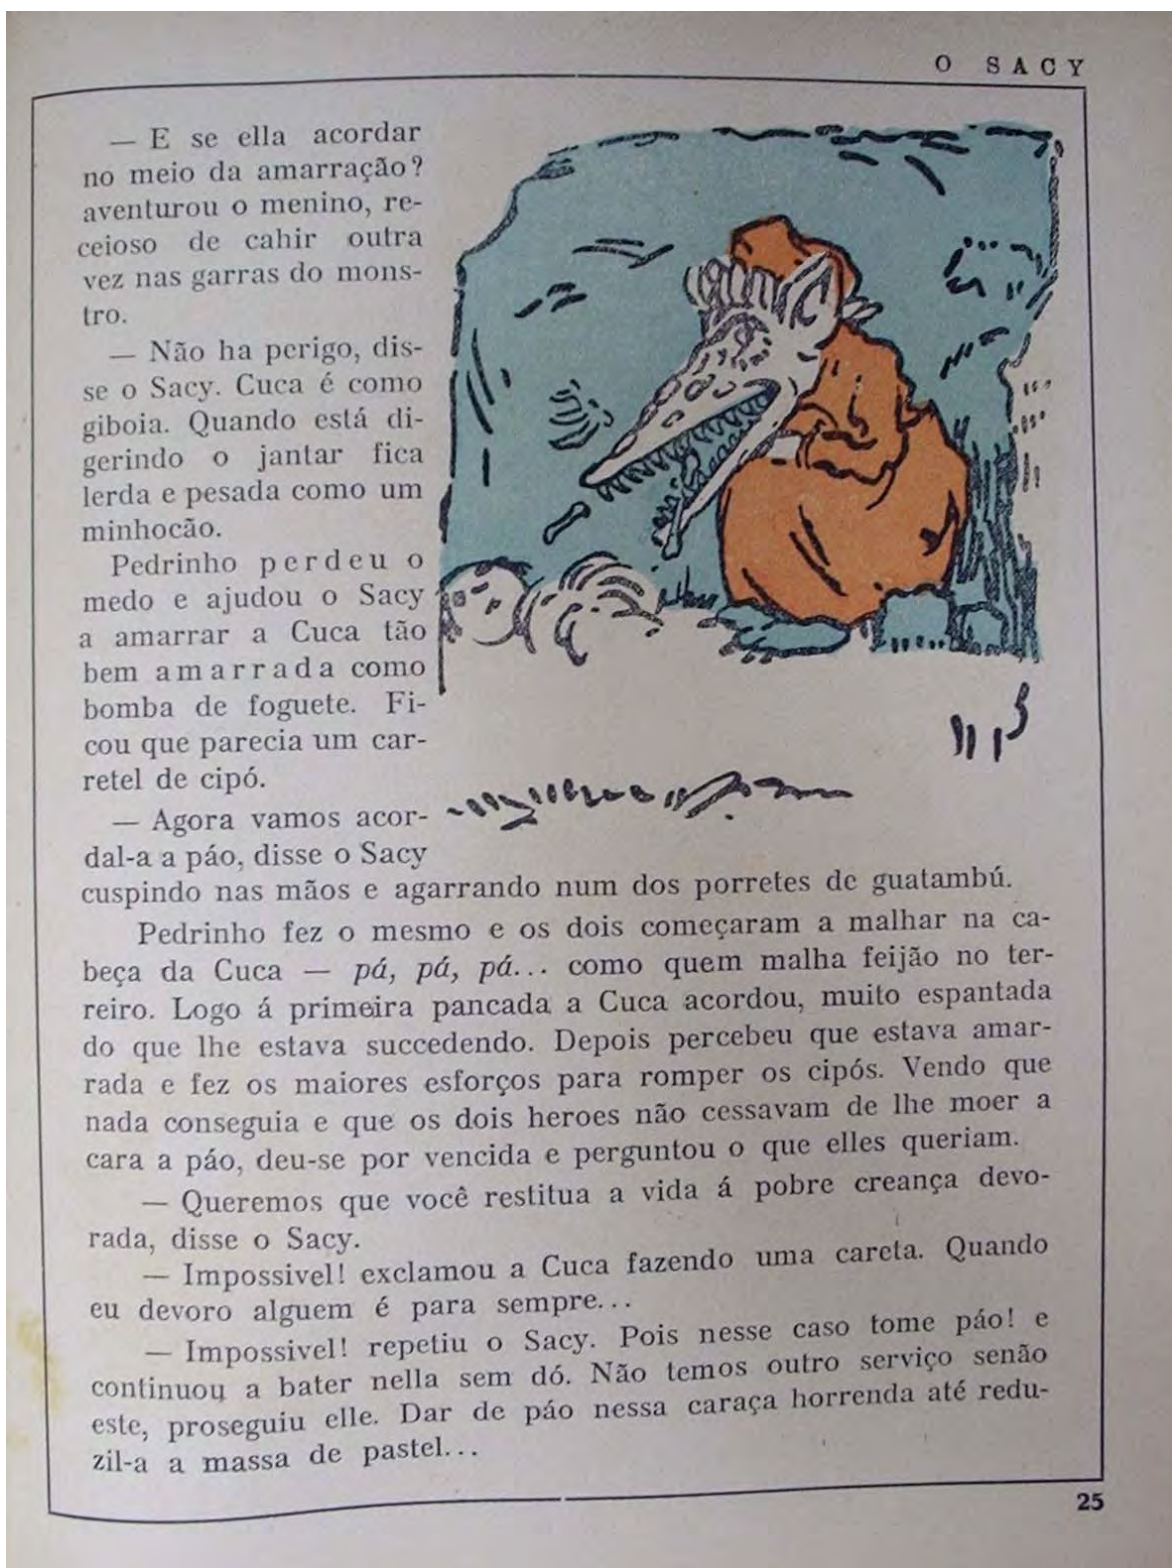 O SACY
— E se ella acordar
no meio da amarração?
aventurou o menino, re-
ceioso de cahir outra
vez nas garras do mons-
tro.
— Não ha perigo, dis-
se o Sacy. Cuca é como
giboia. Quando está di-
gerindo o jantar fica
lerda e pesada como um
minhocão.
Pedrinho perdeu o
medo e ajudou o Sacy
a amarrar a Cuca tão
bem amarrada como
bomba de foguete. Fi-
cou que parecia um car-
retel de cipó.
— Agora vamos acor-
dal-a a páo, disse o Sacy
cuspindo nas mãos e agarrando num dos porretes de guatambú.
Pedrinho fez o mesmo e os dois começaram a malhar na ca-
beça da Cuca — pá, pá, pá... como quem malha feijão no ter-
reiro. Logo á primeira pancada a Cuca acordou, muito espantada
do que lhe estava succedendo. Depois percebeu que estava amar-
rada e fez os maiores esforços para romper os cipós. Vendo que
nada conseguia e que os dois heroes não cessavam de lhe moer a
cara a páo, deu-se por vencida e perguntou o que elles queriam.
— Queremos que você restitua a vida á pobre creança devo-
rada, disse o Sacy.
— Impossivel! exclamou a Cuca fazendo uma careta. Quando
eu devoro alguem é para sempre...
— Impossivel! repetiu o Sacy. Pois nesse caso tome páo! e
continuou a bater nella sem dó. Não temos outro serviço senão
este, proseguiu elle. Dar de páo nessa caraça horrenda até redu-
zil-a a massa de pastel...
25